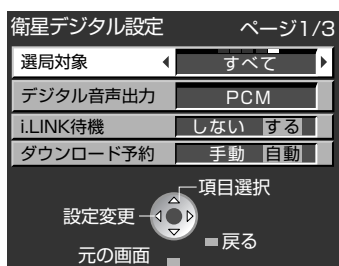 衛星デジタル設定 ページ1/3
選局対象 すべて
デジタル音声出力 PCM
i.LINK待機 しない する
ダウンロード予約 手動 自動
項目選択
設定変更
戻る
元の画面